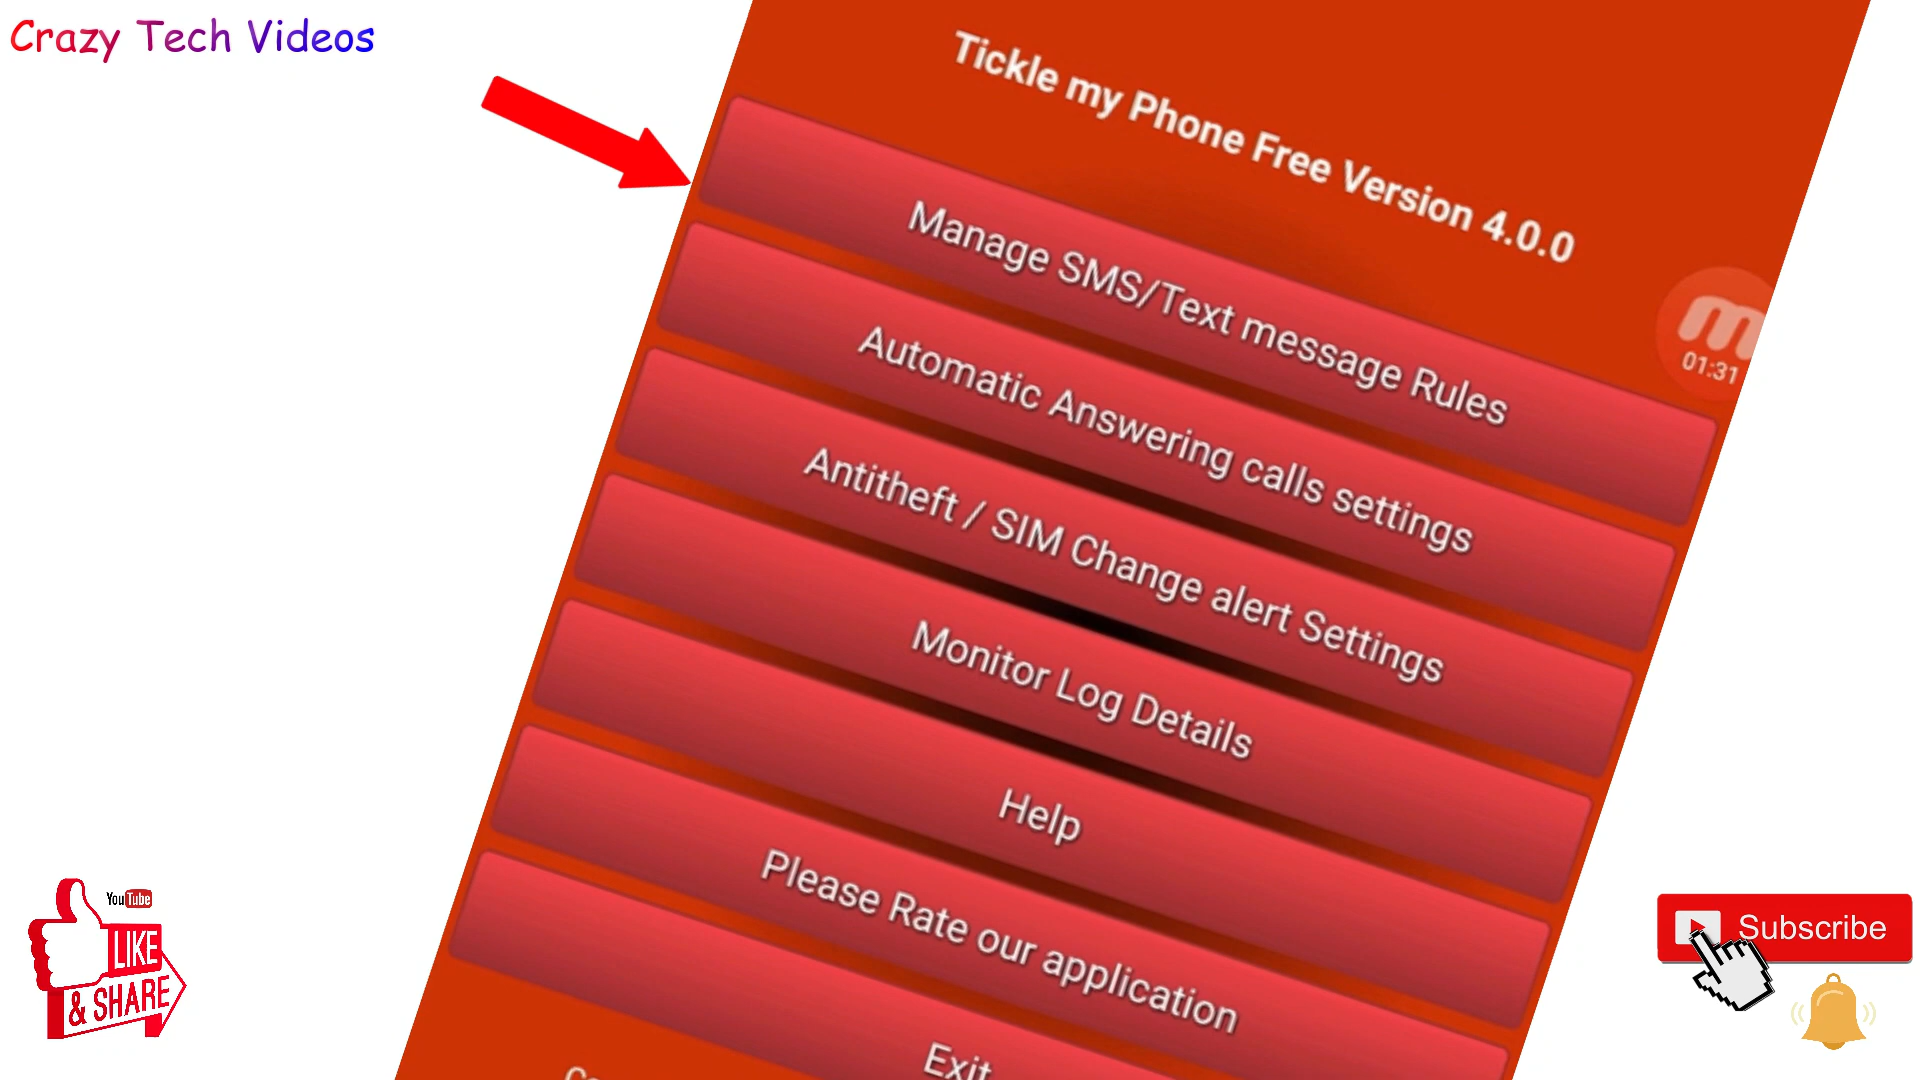 Crazy Tech Videos
Tickle my Phone Free Version 4.0.0
Manage SMS/Text message Rules
01:31
Automatic Answering calls settings
Antitheft / SIM Change alert Settings
Monitor Log Details
Help
Please Rate our application
Exit
YouTube
LIKE
& SHARE
Subscribe